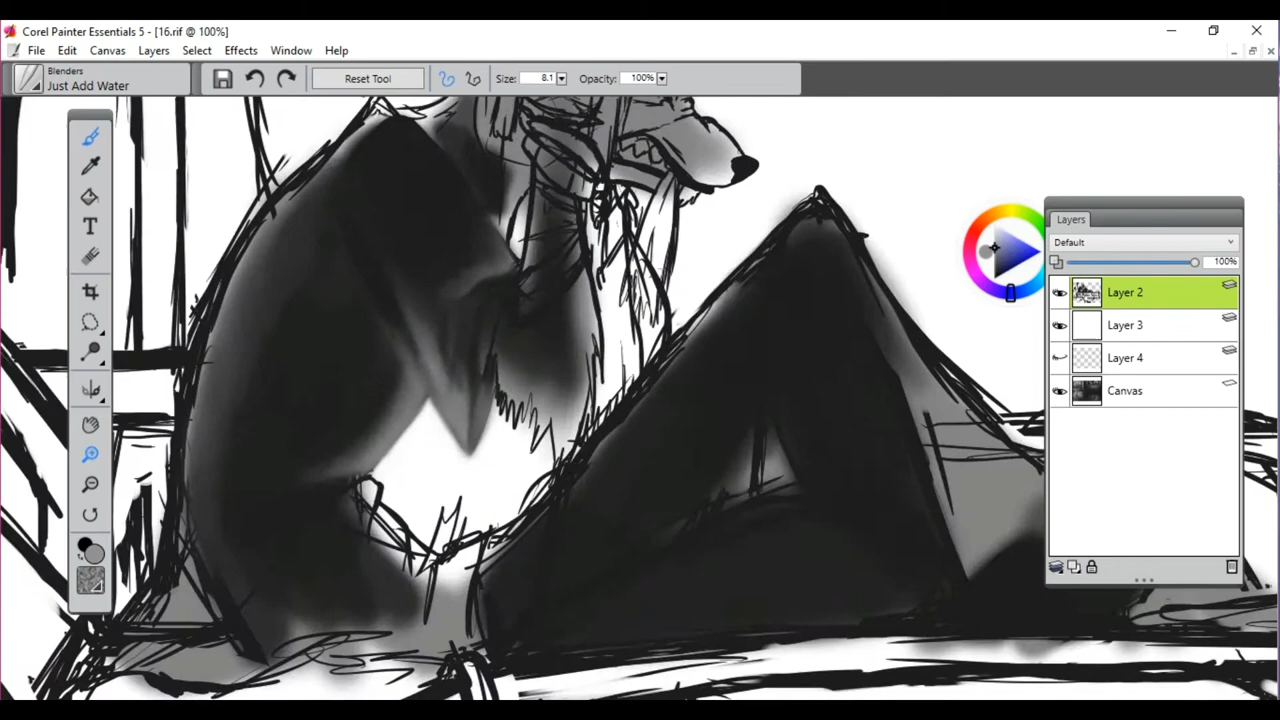 Corel Painter Essentials 5 - [16.rif @ 100%]
File Edit Canvas Layers Select Effects Window Help
Blenders
Just Add Water
Reset Tool
Size: 8.1
Opacity: 100%
Layers
Default
100%
Layer 2
Layer 3
Layer 4
Canvas